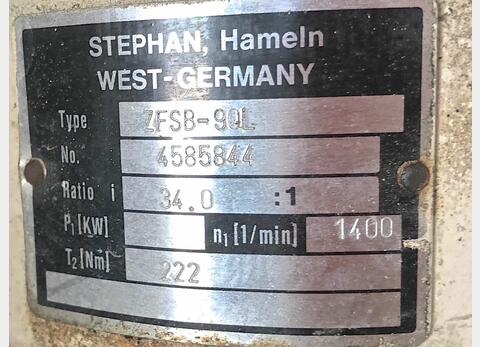 STEPHAN, Hameln
WEST-GERMANY
Type ZFSB-90L
No. 4585844
Ratio i 34.0 :1
P₁[KW] n₁[1/min] 1400
T₂[Nm] 222